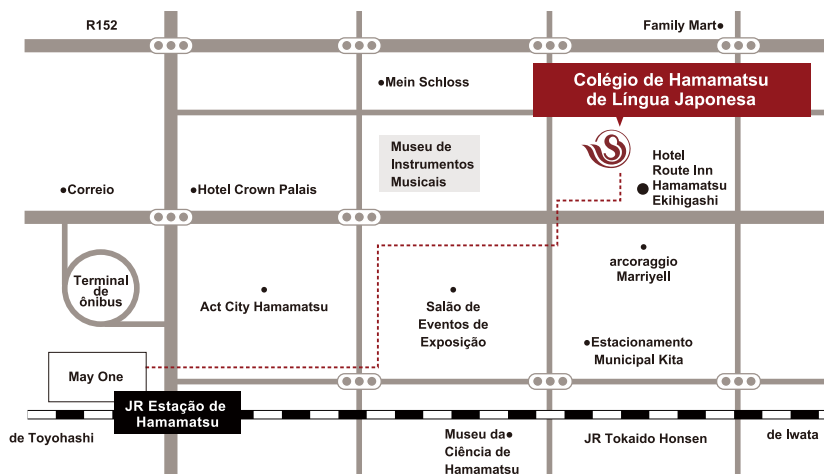 R152
Family Mart
Mein Schloss
Colégio de Hamamatsu
de Língua Japonesa
Museu de
Instrumentos
Musicais
Hotel
Route Inn
Hamamatsu
Ekihigashi
Correio
Hotel Crown Palais
arcoraggio
Marriyell
Terminal
de
ônibus
Act City Hamamatsu
Salão de
Eventos de
Exposição
Estacionamento
Municipal Kita
May One
JR Estação de
Hamamatsu
de Toyohashi
Museu da
Ciência de
Hamamatsu
JR Tokaido Honsen
de Iwata